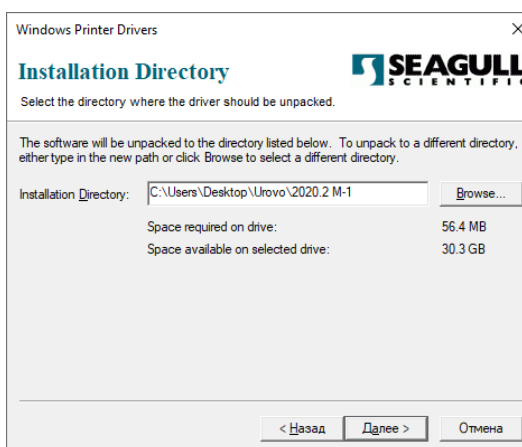 Windows Printer Drivers
Installation Directory
SEAGULL
SCIENTIFIC
Select the directory where the driver should be unpacked.
The software will be unpacked to the directory listed below. To unpack to a different directory,
either type in the new path or click Browse to select a different directory.
Installation Directory: C:\Users\Desktop\Urovo\2020.2 M-1 Browse...
Space required on drive: 56.4 MB
Space available on selected drive: 30.3 GB
< Назад Далее > Отмена